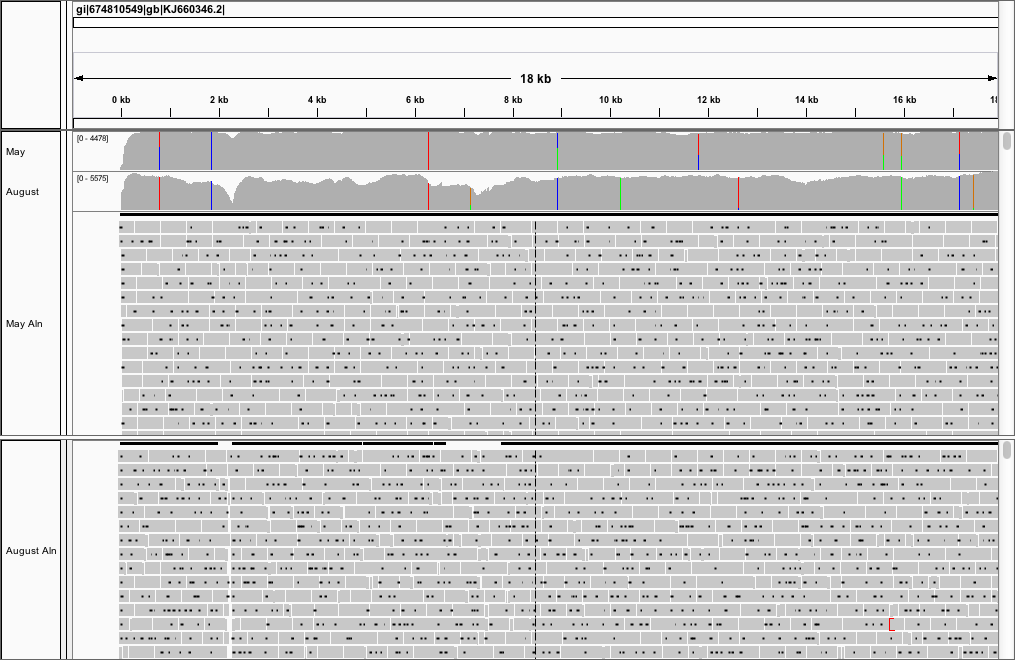 gi|674810549|gb|KJ660346.2|
18 kb
0 kb 2 kb 4 kb 6 kb 8 kb 10 kb 12 kb 14 kb 16 kb 18
May [0 - 4478]
August [0 - 5575]
May Aln
August Aln